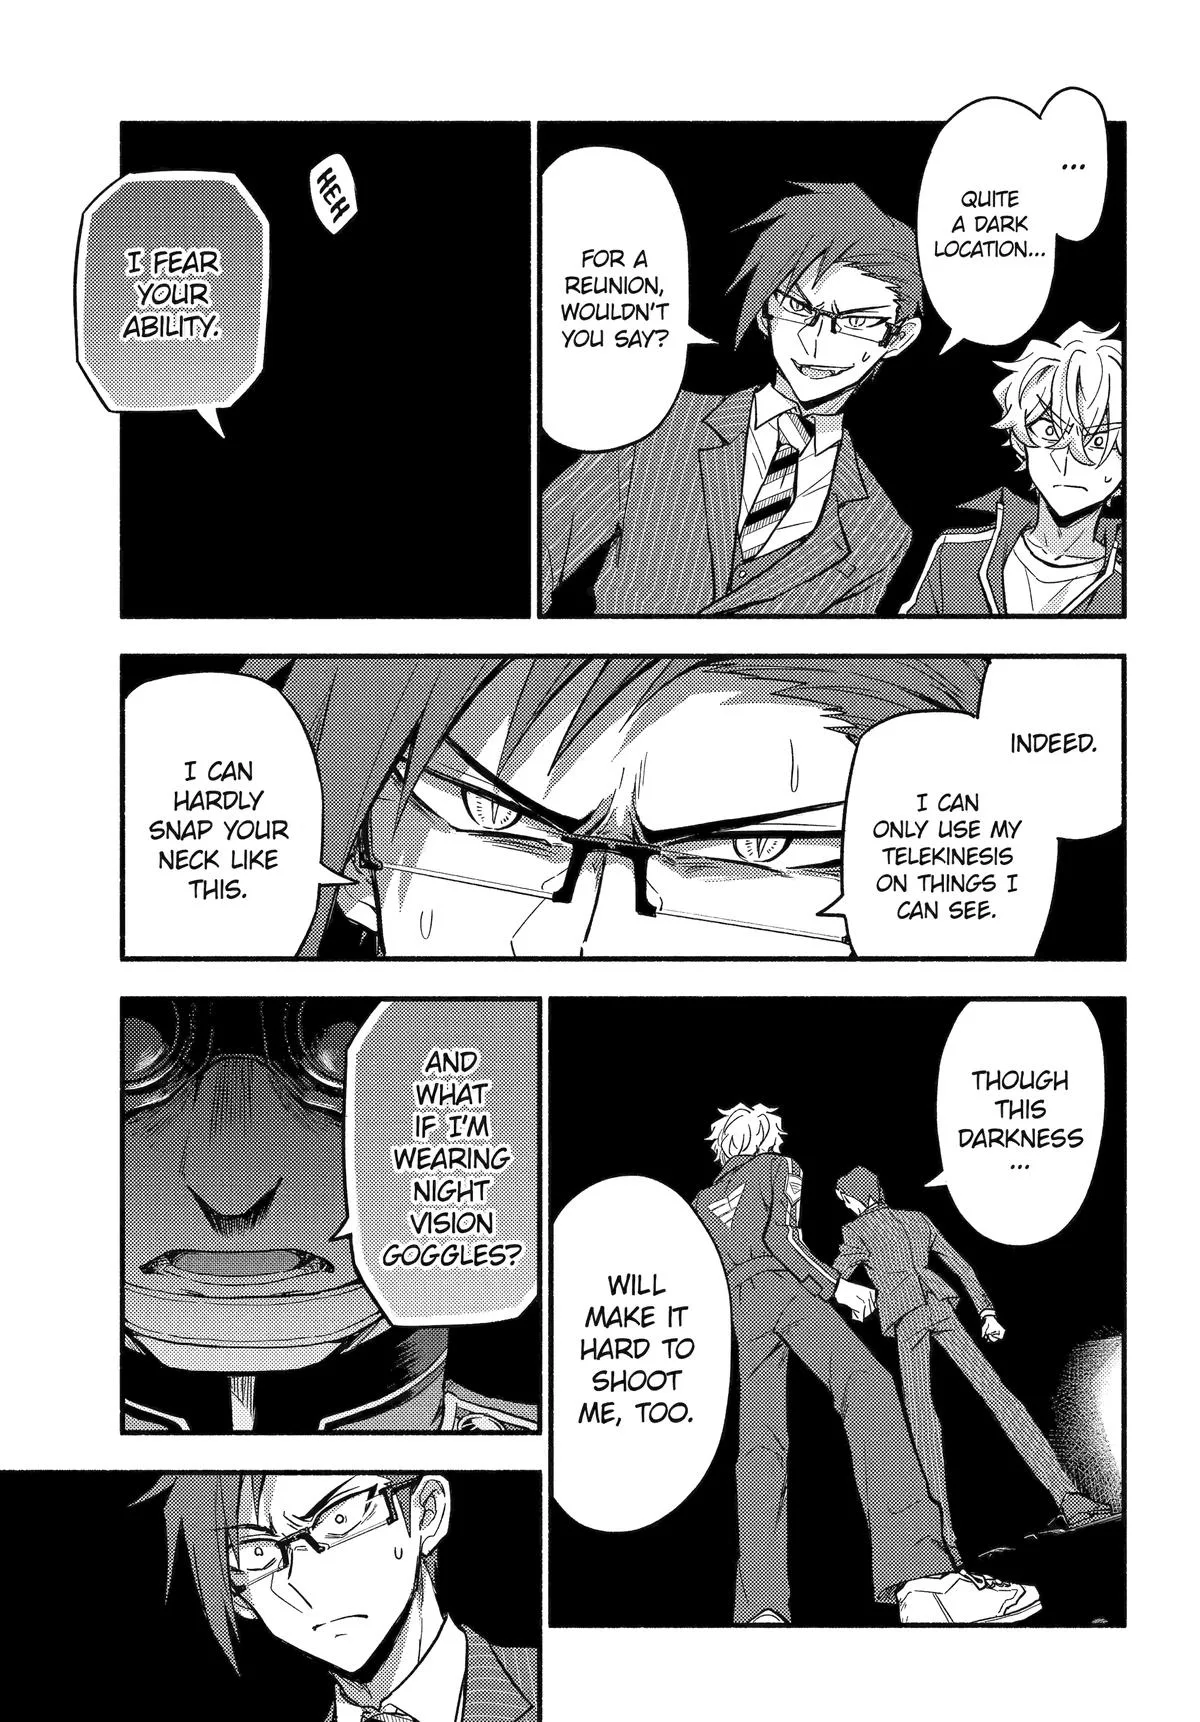 ...
QUITE
A DARK
LOCATION...
FOR A
REUNION,
WOULDN'T
YOU SAY?
HEH
I FEAR
YOUR
ABILITY.
INDEED.
I CAN
ONLY USE MY
TELEKINESIS
ON THINGS I
CAN SEE.
I CAN
HARDLY
SNAP YOUR
NECK LIKE
THIS.
THOUGH
THIS
DARKNESS
...
WILL
MAKE IT
HARD TO
SHOOT
ME, TOO.
AND
WHAT
IF I'M
WEARING
NIGHT
VISION
GOGGLES?